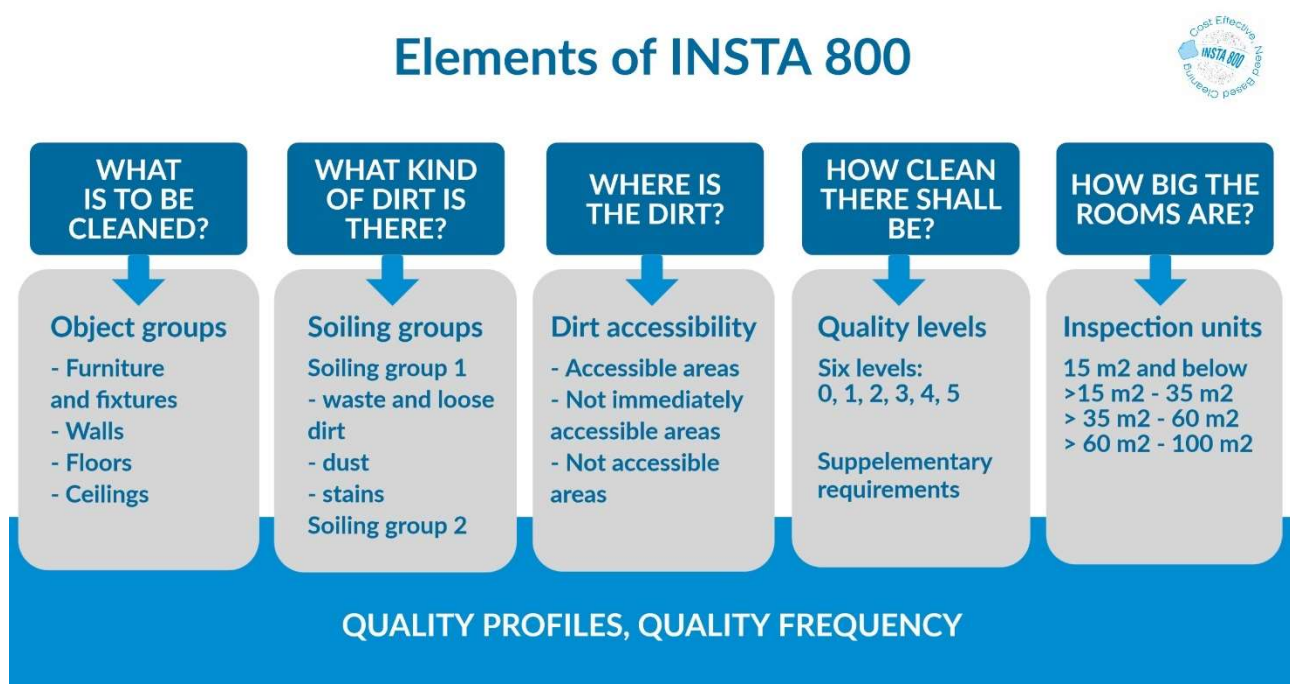 Elements of INSTA 800
Cost Effective, Need Based Cleaning
INSTA 800
WHAT
IS TO BE
CLEANED?
Object groups
- Furniture
and fixtures
- Walls
- Floors
- Ceilings
WHAT KIND
OF DIRT IS
THERE?
Soiling groups
Soiling group 1
- waste and loose
dirt
- dust
- stains
Soiling group 2
WHERE IS
THE DIRT?
Dirt accessibility
- Accessible areas
- Not immediately
accessible areas
- Not accessible
areas
HOW CLEAN
THERE SHALL
BE?
Quality levels
Six levels:
0, 1, 2, 3, 4, 5
Suppelementary
requirements
HOW BIG THE
ROOMS ARE?
Inspection units
15 m2 and below
>15 m2 - 35 m2
> 35 m2 - 60 m2
> 60 m2 - 100 m2
QUALITY PROFILES, QUALITY FREQUENCY